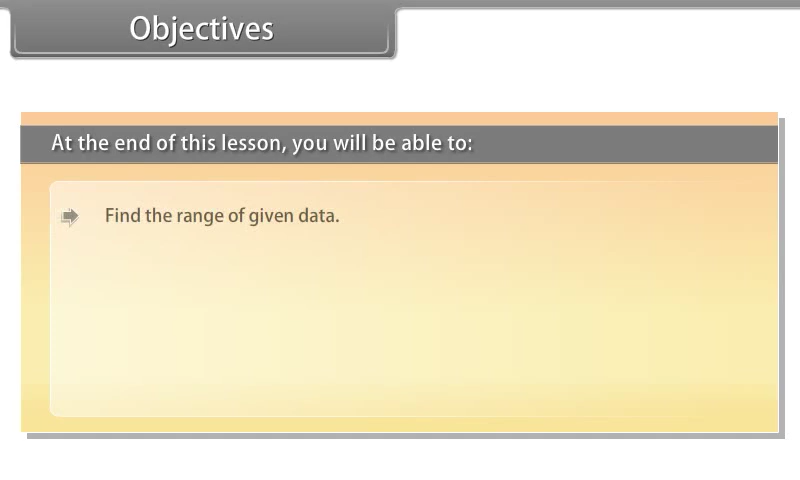 Objectives
At the end of this lesson, you will be able to:
Find the range of given data.